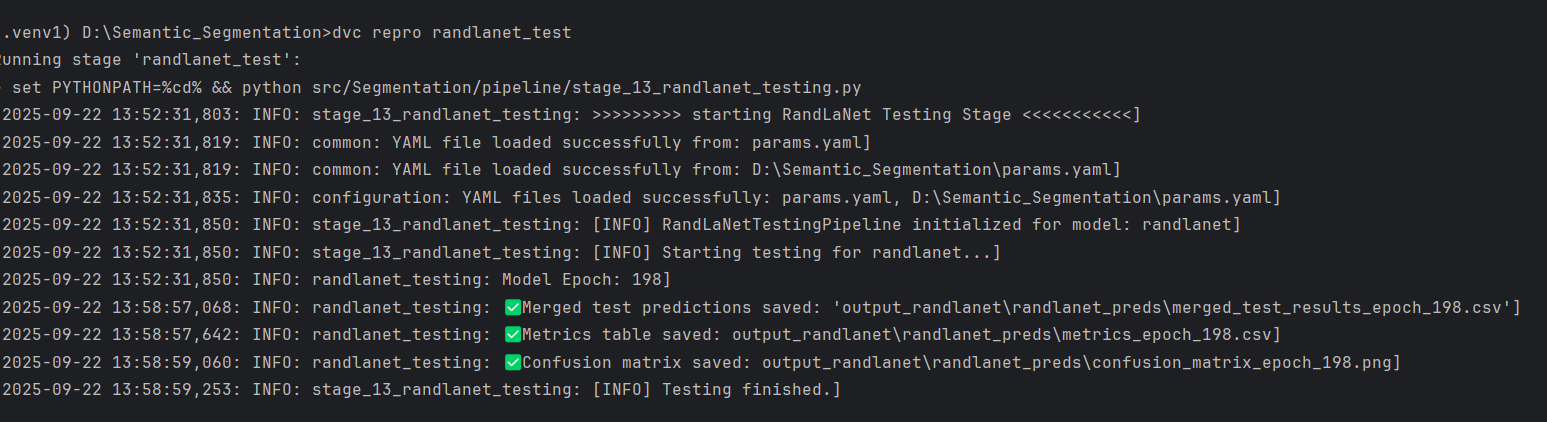 .venv1) D:\Semantic_Segmentation>dvc repro randlanet_test
unning stage 'randlanet_test':
set PYTHONPATH=%cd% && python src/Segmentation/pipeline/stage_13_randlanet_testing.py
2025-09-22 13:52:31,803: INFO: stage_13_randlanet_testing: >>>>>>>>> starting RandLaNet Testing Stage <<<<<<<<<<<]
2025-09-22 13:52:31,819: INFO: common: YAML file loaded successfully from: params.yaml]
2025-09-22 13:52:31,819: INFO: common: YAML file loaded successfully from: D:\Semantic_Segmentation\params.yaml]
2025-09-22 13:52:31,835: INFO: configuration: YAML files loaded successfully: params.yaml, D:\Semantic_Segmentation\params.yaml]
2025-09-22 13:52:31,850: INFO: stage_13_randlanet_testing: [INFO] RandLaNetTestingPipeline initialized for model: randlanet]
2025-09-22 13:52:31,850: INFO: stage_13_randlanet_testing: [INFO] Starting testing for randlanet...]
2025-09-22 13:52:31,850: INFO: randlanet_testing: Model Epoch: 198]
2025-09-22 13:58:57,068: INFO: randlanet_testing: ✅Merged test predictions saved: 'output_randlanet\randlanet_preds\merged_test_results_epoch_198.csv']
2025-09-22 13:58:57,642: INFO: randlanet_testing: ✅Metrics table saved: output_randlanet\randlanet_preds\metrics_epoch_198.csv]
2025-09-22 13:58:59,060: INFO: randlanet_testing: ✅Confusion matrix saved: output_randlanet\randlanet_preds\confusion_matrix_epoch_198.png]
2025-09-22 13:58:59,253: INFO: stage_13_randlanet_testing: [INFO] Testing finished.]